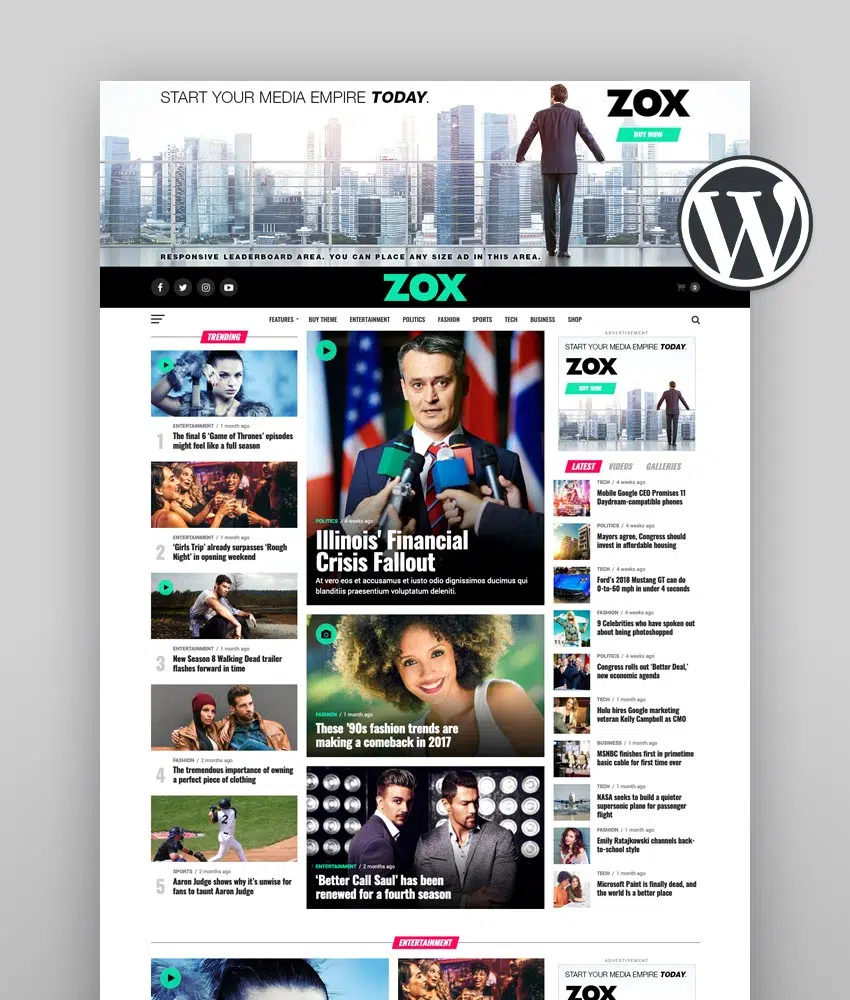 START YOUR MEDIA EMPIRE TODAY.
ZOX
BUY NOW
RESPONSIVE LEADERBOARD AREA. YOU CAN PLACE ANY SIZE AD IN THIS AREA.
W
ZOX
0
FEATURES BUY THEME ENTERTAINMENT POLITICS FASHION SPORTS TECH BUSINESS SHOP
TRENDING
ENTERTAINMENT / 1 month ago
1
The final 6 ‘Game of Thrones’ episodes
might feel like a full season
ENTERTAINMENT / 1 month ago
2
‘Girls Trip’ already surpasses ‘Rough
Night’ in opening weekend
ENTERTAINMENT / 1 month ago
3
New Season 8 Walking Dead trailer
flashes forward in time
FASHION / 2 months ago
4
The tremendous importance of owning
a perfect piece of clothing
2
SPORTS / 2 months ago
5
Aaron Judge shows why it’s unwise for
fans to taunt Aaron Judge
POLITICS / 4 weeks ago
Illinois’ Financial
Crisis Fallout
At vero eos et accusamus et iusto odio dignissimos ducimus qui
blanditiis praesentium voluptatum deleniti.
FASHION / 1 month ago
These ’90s fashion trends are
making a comeback in 2017
ENTERTAINMENT / 2 months ago
‘Better Call Saul’ has been
renewed for a fourth season
ADVERTISEMENT
START YOUR MEDIA EMPIRE TODAY.
ZOX
BUY NOW
LATEST VIDEOS GALLERIES
TECH / 4 weeks ago
Mobile Google CEO Promises 11
Daydream-compatible phones
POLITICS / 4 weeks ago
Mayors agree, Congress should
invest in affordable housing
TECH / 4 weeks ago
Ford’s 2018 Mustang GT can do
0-to-60 mph in under 4 seconds
FASHION / 4 weeks ago
9 Celebrities who have spoken out
about being photoshopped
POLITICS / 4 weeks ago
Congress rolls out ‘Better Deal,’
new economic agenda
TECH / 1 month ago
Hulu hires Google marketing
veteran Kelly Campbell as CMO
BUSINESS / 1 month ago
MSNBC finishes first in primetime
basic cable for first time ever
TECH / 1 month ago
NASA seeks to build a quieter
supersonic plane for passenger
flight
FASHION / 1 month ago
Emily Ratajkowski channels back-
to-school style
TECH / 1 month ago
Microsoft Paint is finally dead, and
the world Is a better place
ENTERTAINMENT
ADVERTISEMENT
START YOUR MEDIA EMPIRE TODAY.
ZOX